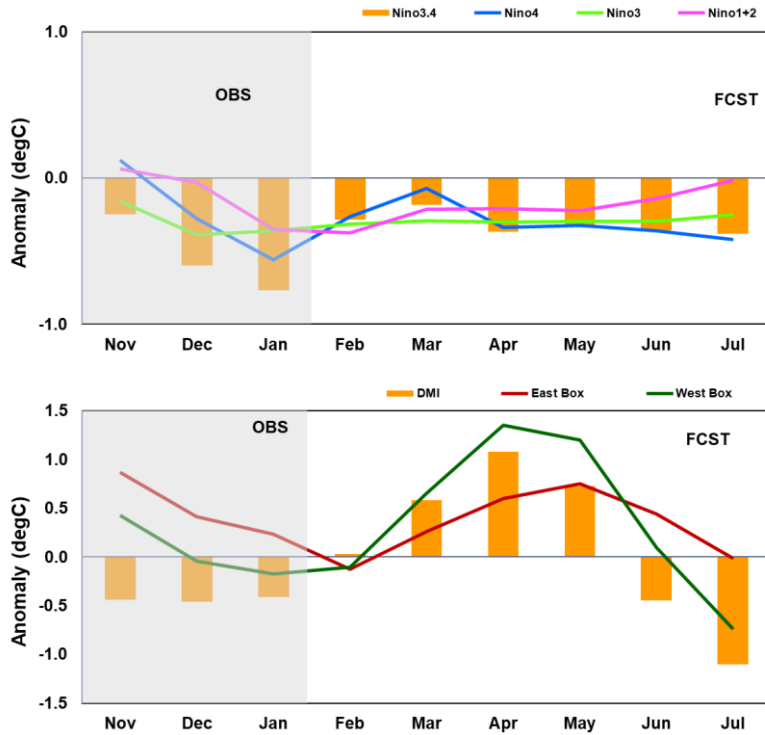 Nino3.4 Nino4 Nino3 Nino1+2
1.0
OBS FCST
0.0
-1.0
Anomaly (degC)
Nov Dec Jan Feb Mar Apr May Jun Jul
DMI East Box West Box
1.5
OBS FCST
1.0
0.5
0.0
-0.5
-1.0
-1.5
Anomaly (degC)
Nov Dec Jan Feb Mar Apr May Jun Jul